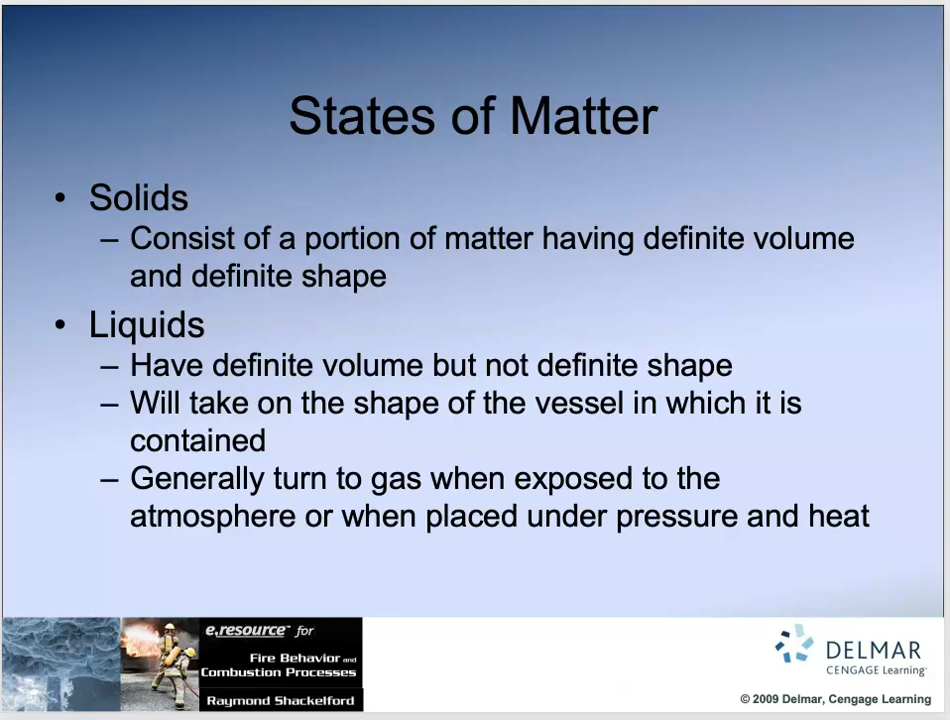 States of Matter
• Solids
– Consist of a portion of matter having definite volume
and definite shape
• Liquids
– Have definite volume but not definite shape
– Will take on the shape of the vessel in which it is
contained
– Generally turn to gas when exposed to the
atmosphere or when placed under pressure and heat
e.resource™ for
Fire Behavior and
Combustion Processes
Raymond Shackelford
DELMAR
CENGAGE Learning™
© 2009 Delmar, Cengage Learning